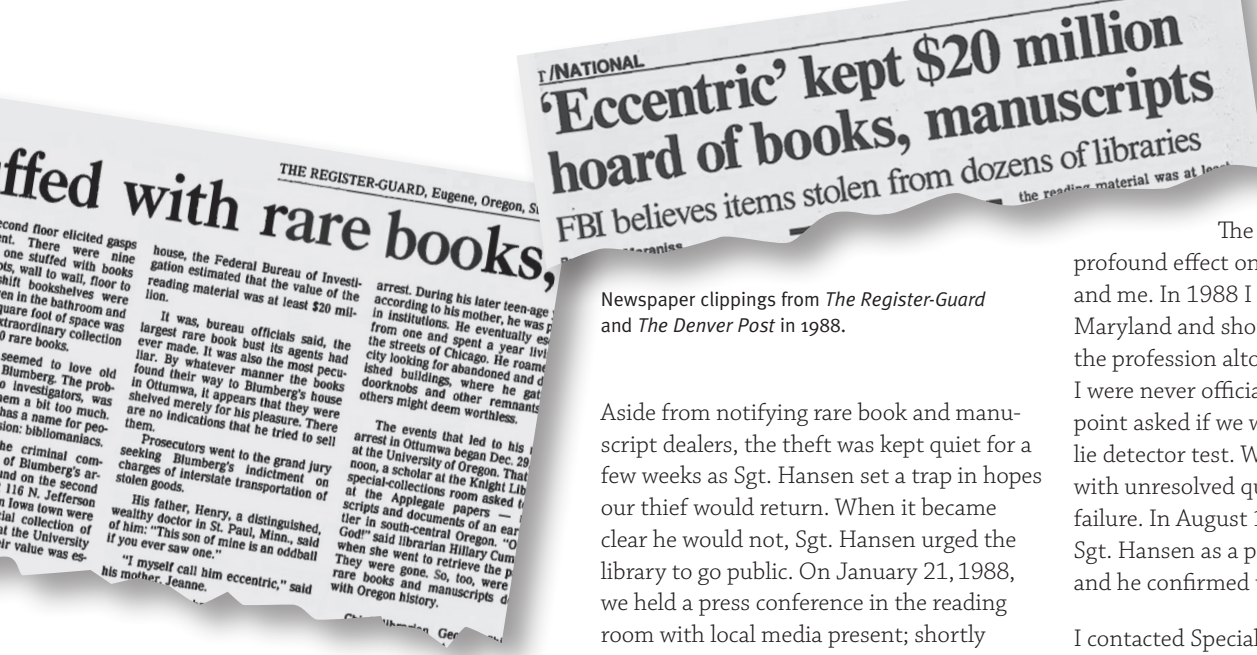 ffed with rare books,
THE REGISTER-GUARD, Eugene, Oregon,
cond floor elicited gasps
ent. There were nine
one stuffed with books
pts, wall to wall, floor to
shift bookshelves were
en in the bathroom and
quare foot of space was
xtraordinary collection
0 rare books.
seemed to love old
Blumberg. The prob-
o investigators, was
em a bit too much.
has a name for peo-
sion: bibliomaniacs.
he criminal com-
of Blumberg's ar-
nd on the second
116 N. Jefferson
n Iowa town were
ial collection of
at the University
ir value was es-
house, the Federal Bureau of Investi-
gation estimated that the value of the
reading material was at least $20 mil-
lion.
It was, bureau officials said, the
largest rare book bust its agents had
ever made. It was also the most pecu-
liar. By whatever manner the books
found their way to Blumberg's house
in Ottumwa, it appears that they were
shelved merely for his pleasure. There
are no indications that he tried to sell
them.
Prosecutors went to the grand jury
seeking Blumberg's indictment on
charges of interstate transportation of
stolen goods.
His father, Henry, a distinguished,
wealthy doctor in St. Paul, Minn., said
of him: "This son of mine is an oddball
if you ever saw one."
"I myself call him eccentric," said
his mother, Jeanne.
arrest. During his later teen-age
according to his mother, he was p
in institutions. He eventually es
from one and spent a year livi
the streets of Chicago. He roame
city looking for abandoned and d
ished buildings, where he gat
doorknobs and other remnants
others might deem worthless.
The events that led to his
arrest in Ottumwa began Dec. 29
at the University of Oregon. That
noon, a scholar at the Knight Lib
special-collections room asked t
at the Applegate papers —
scripts and documents of an ear
tier in south-central Oregon. "O
God!" said librarian Hillary Cum
when she went to retrieve the p
They were gone. So, too, were
rare books and manuscripts d
with Oregon history.
/NATIONAL
'Eccentric' kept $20 million
hoard of books, manuscripts
FBI believes items stolen from dozens of libraries
the reading material was at least
Newspaper clippings from The Register-Guard
and The Denver Post in 1988.
Aside from notifying rare book and manu-
script dealers, the theft was kept quiet for a
few weeks as Sgt. Hansen set a trap in hopes
our thief would return. When it became
clear he would not, Sgt. Hansen urged the
library to go public. On January 21, 1988,
we held a press conference in the reading
room with local media present; shortly
The
profound effect on
and me. In 1988 I
Maryland and sho
the profession alto
I were never officia
point asked if we w
lie detector test. W
with unresolved qu
failure. In August 1
Sgt. Hansen as a p
and he confirmed
I contacted Special